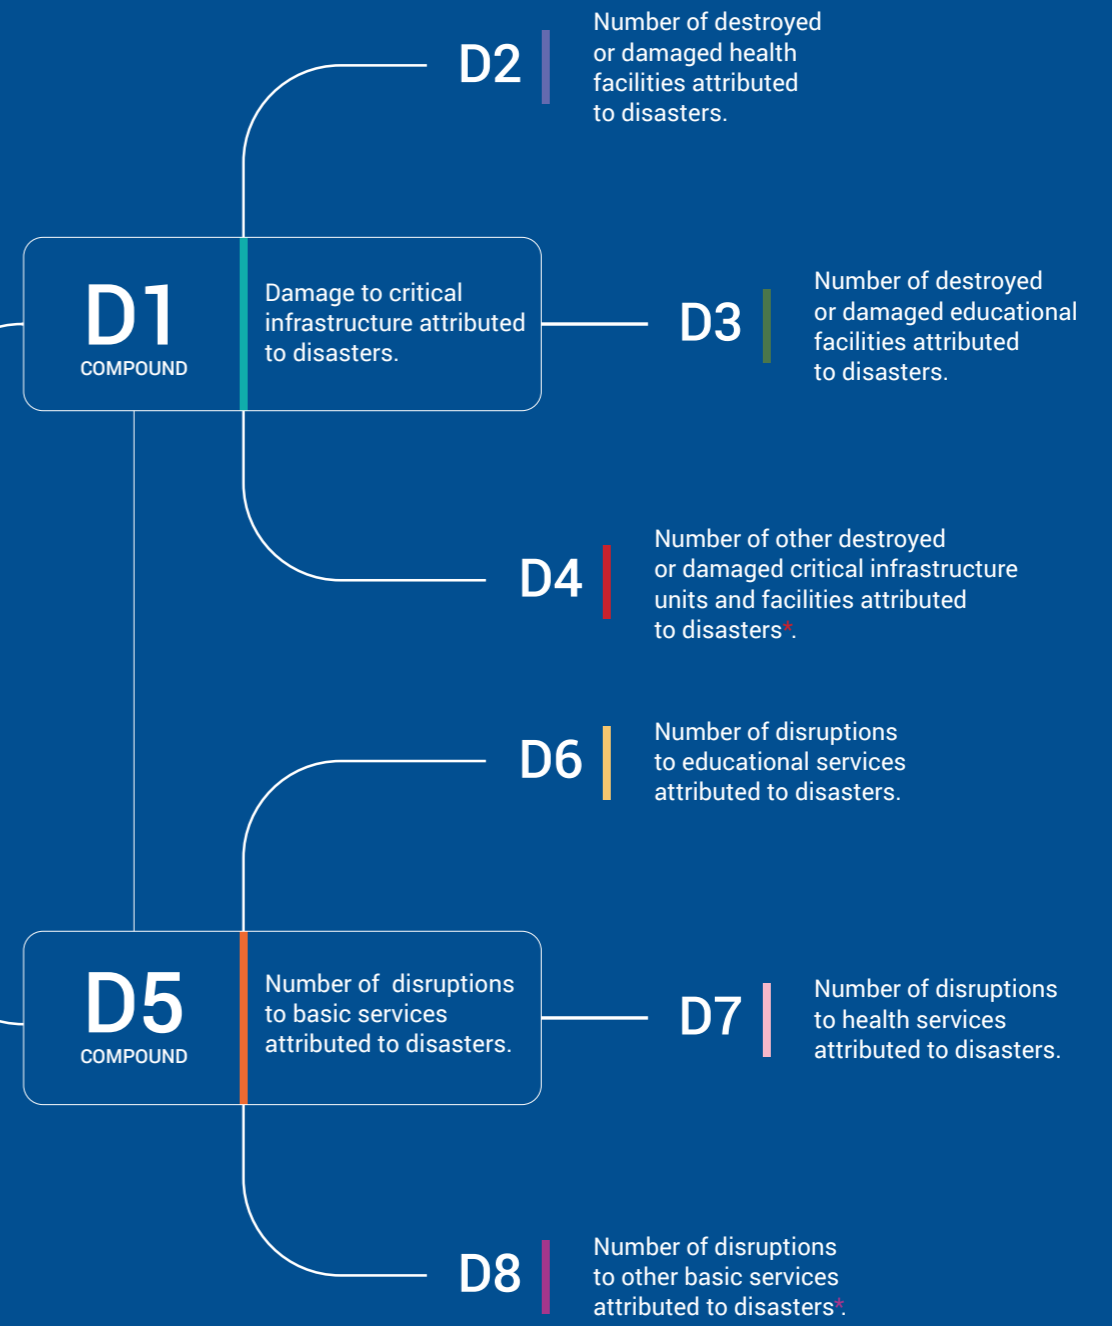 D2
Number of destroyed
or damaged health
facilities attributed
to disasters.
D1
COMPOUND
Damage to critical
infrastructure attributed
to disasters.
D3
Number of destroyed
or damaged educational
facilities attributed
to disasters.
D4
Number of other destroyed
or damaged critical infrastructure
units and facilities attributed
to disasters*.
D6
Number of disruptions
to educational services
attributed to disasters.
D5
COMPOUND
Number of disruptions
to basic services
attributed to disasters.
D7
Number of disruptions
to health services
attributed to disasters.
D8
Number of disruptions
to other basic services
attributed to disasters*.